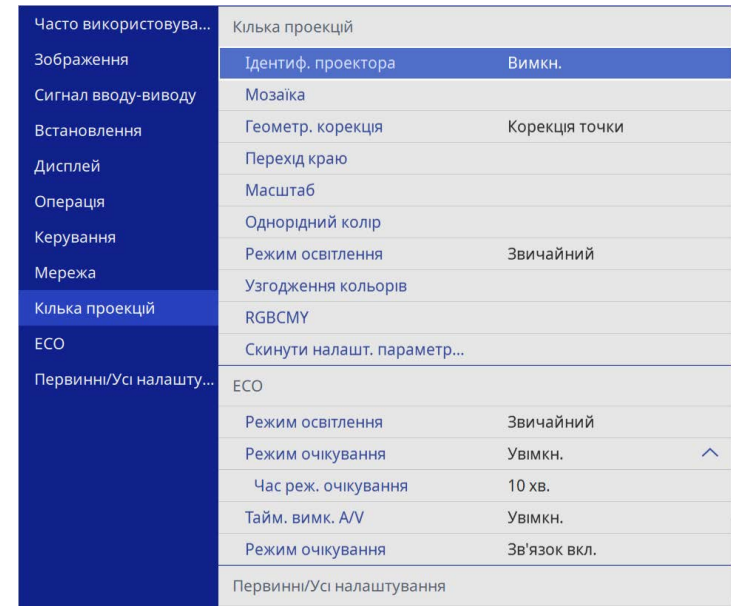 Часто використовува...
Зображення
Сигнал вводу-виводу
Встановлення
Дисплей
Операція
Керування
Мережа
Кілька проекцій
ECO
Первинні/Усі налашту...
Кілька проекцій
Ідентиф. проектора Вимкн.
Мозаїка
Геометр. корекція Корекція точки
Перехід краю
Масштаб
Однорідний колір
Режим освітлення Звичайний
Узгодження кольорів
RGBCMY
Скинути налашт. параметр...
ECO
Режим освітлення Звичайний
Режим очікування Увімкн.
Час реж. очікування 10 хв.
Тайм. вимк. A/V Увімкн.
Режим очікування Зв'язок вкл.
Первинні/Усі налаштування